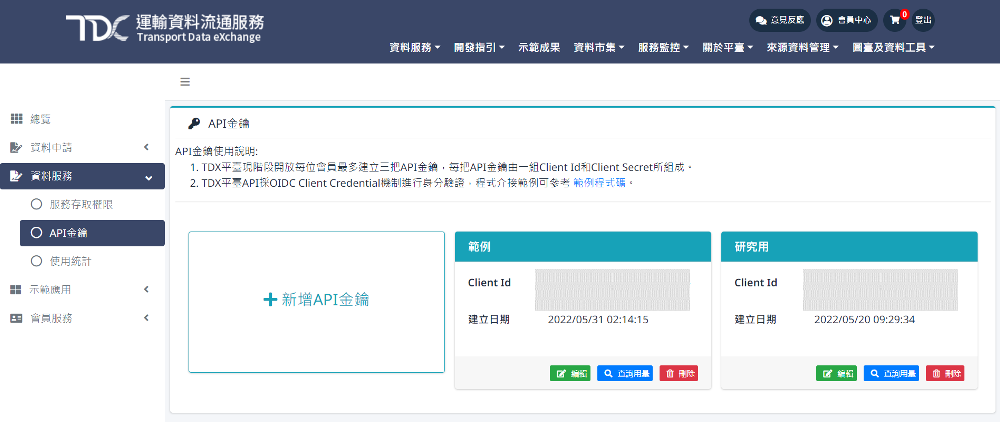 TDX 運輸資料流通服務
Transport Data eXchange
意見反應
會員中心
0
登出
資料服務
開發指引
示範成果
資料市集
服務監控
關於平臺
來源資料管理
圖臺及資料工具
總覽
資料申請
資料服務
服務存取權限
API金鑰
使用統計
示範應用
會員服務
API金鑰
API金鑰使用說明:
1. TDX平臺現階段開放每位會員最多建立三把API金鑰，每把API金鑰由一組Client Id和Client Secret所組成。
2. TDX平臺API採OIDC Client Credential機制進行身分驗證，程式介接範例可參考 範例程式碼。
新增API金鑰
範例
Client Id
建立日期 2022/05/31 02:14:15
編輯
查詢用量
刪除
研究用
Client Id
建立日期 2022/05/20 09:29:34
編輯
查詢用量
刪除